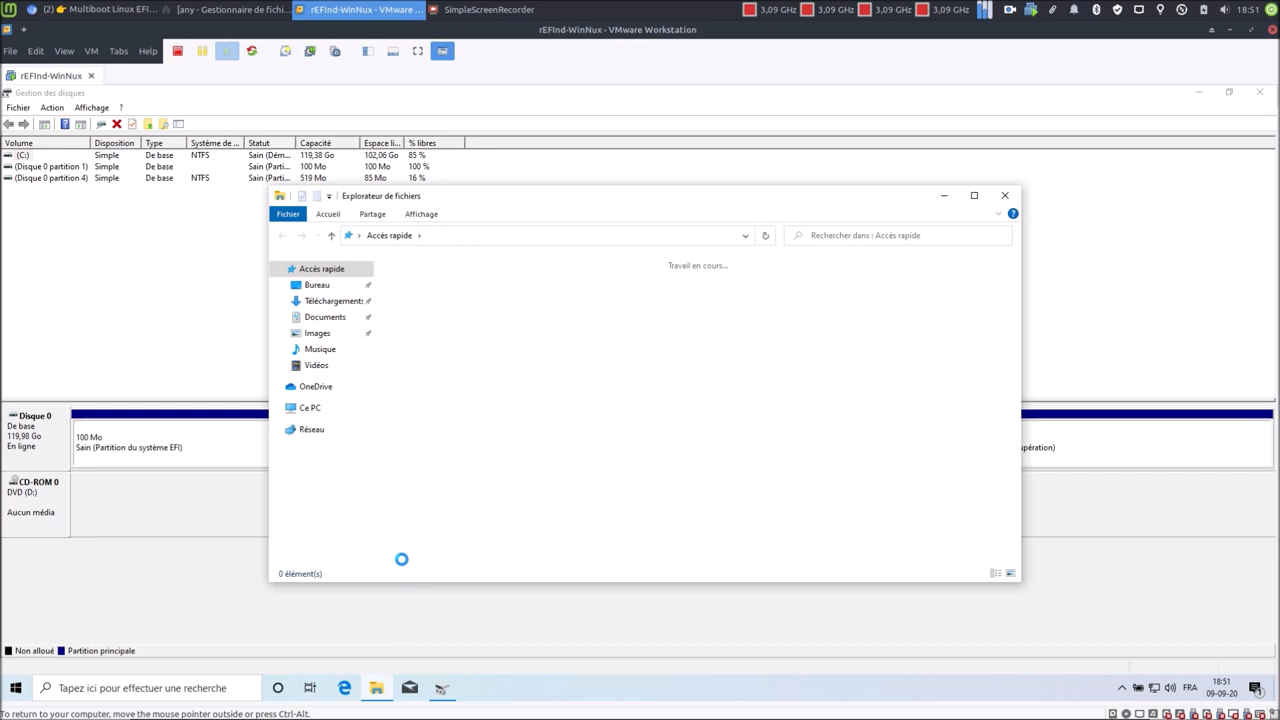 (👉) Multiboot Linux EFI...
[any - Gestionnaire de fichi...
rEFInd-WinNux - VMware ...
SimpleScreenRecorder
3,09 GHz
3,09 GHz
3,09 GHz
3,09 GHz
18:51
rEFInd-WinNux - VMware Workstation
File Edit View VM Tabs Help
rEFInd-WinNux
Gestion des disques
Fichier Action Affichage ?
Volume Disposition Type Système de ... Statut Capacité Espace li... % libres
(C:) Simple De base NTFS Sain (Dém... 119,38 Go 102,06 Go 85 %
(Disque 0 partition 1) Simple De base Sain (Parti... 100 Mo 100 Mo 100 %
(Disque 0 partition 4) Simple De base NTFS Sain (Parti... 519 Mo 85 Mo 16 %
Explorateur de fichiers
Fichier Accueil Partage Affichage
Accès rapide
Rechercher dans : Accès rapide
Travail en cours...
Accès rapide
Bureau
Téléchargements
Documents
Images
Musique
Vidéos
OneDrive
Ce PC
Réseau
0 élément(s)
Disque 0
De base
119,98 Go
En ligne
100 Mo
Sain (Partition du système EFI)
upération)
CD-ROM 0
DVD (D:)
Aucun média
Non alloué Partition principale
Tapez ici pour effectuer une recherche
FRA
18:51
09-09-20
To return to your computer, move the mouse pointer outside or press Ctrl-Alt.